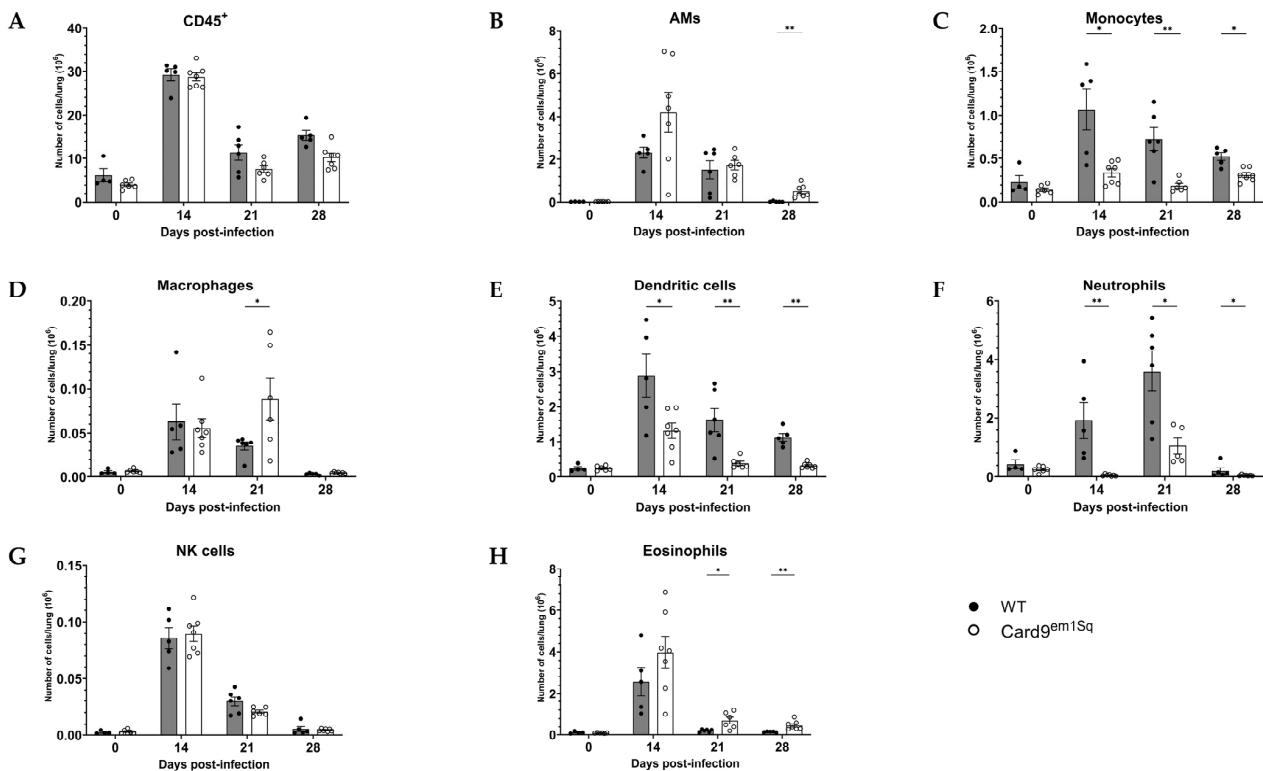 A
CD45+
Number of cells/lung (10^6)
40
30
20
10
0
0 14 21 28
Days post-infection
B
AMs
Number of cells/lung (10^6)
8
6
4
2
0
**
0 14 21 28
Days post-infection
C
Monocytes
Number of cells/lung (10^6)
2.0
1.5
1.0
0.5
0.0
* ** *
0 14 21 28
Days post-infection
D
Macrophages
Number of cells/lung (10^6)
0.20
0.15
0.10
0.05
0.00
*
0 14 21 28
Days post-infection
E
Dendritic cells
Number of cells/lung (10^6)
5
4
3
2
1
0
* ** **
0 14 21 28
Days post-infection
F
Neutrophils
Number of cells/lung (10^6)
6
4
2
0
** * *
0 14 21 28
Days post-infection
G
NK cells
Number of cells/lung (10^6)
0.15
0.10
0.05
0.00
0 14 21 28
Days post-infection
H
Eosinophils
Number of cells/lung (10^6)
8
6
4
2
0
* **
0 14 21 28
Days post-infection
WT
Card9em1Sq